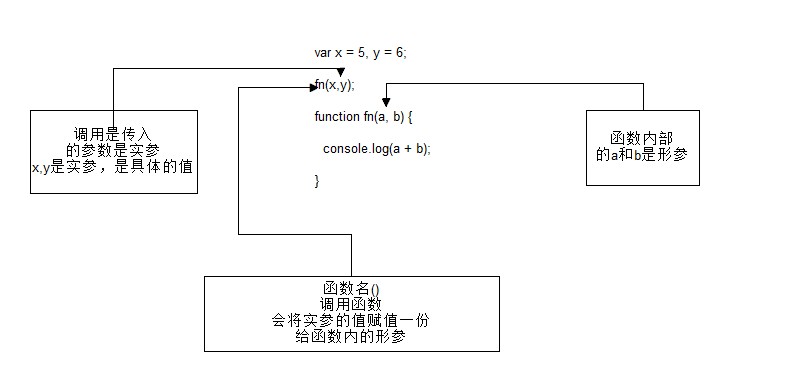 var x = 5, y = 6;
fn(x,y);
function fn(a, b) {
console.log(a + b);
}
调用是传入
的参数是实参
x,y是实参，是具体的值
函数内部
的a和b是形参
函数名()
调用函数
会将实参的值赋值一份
给函数内的形参